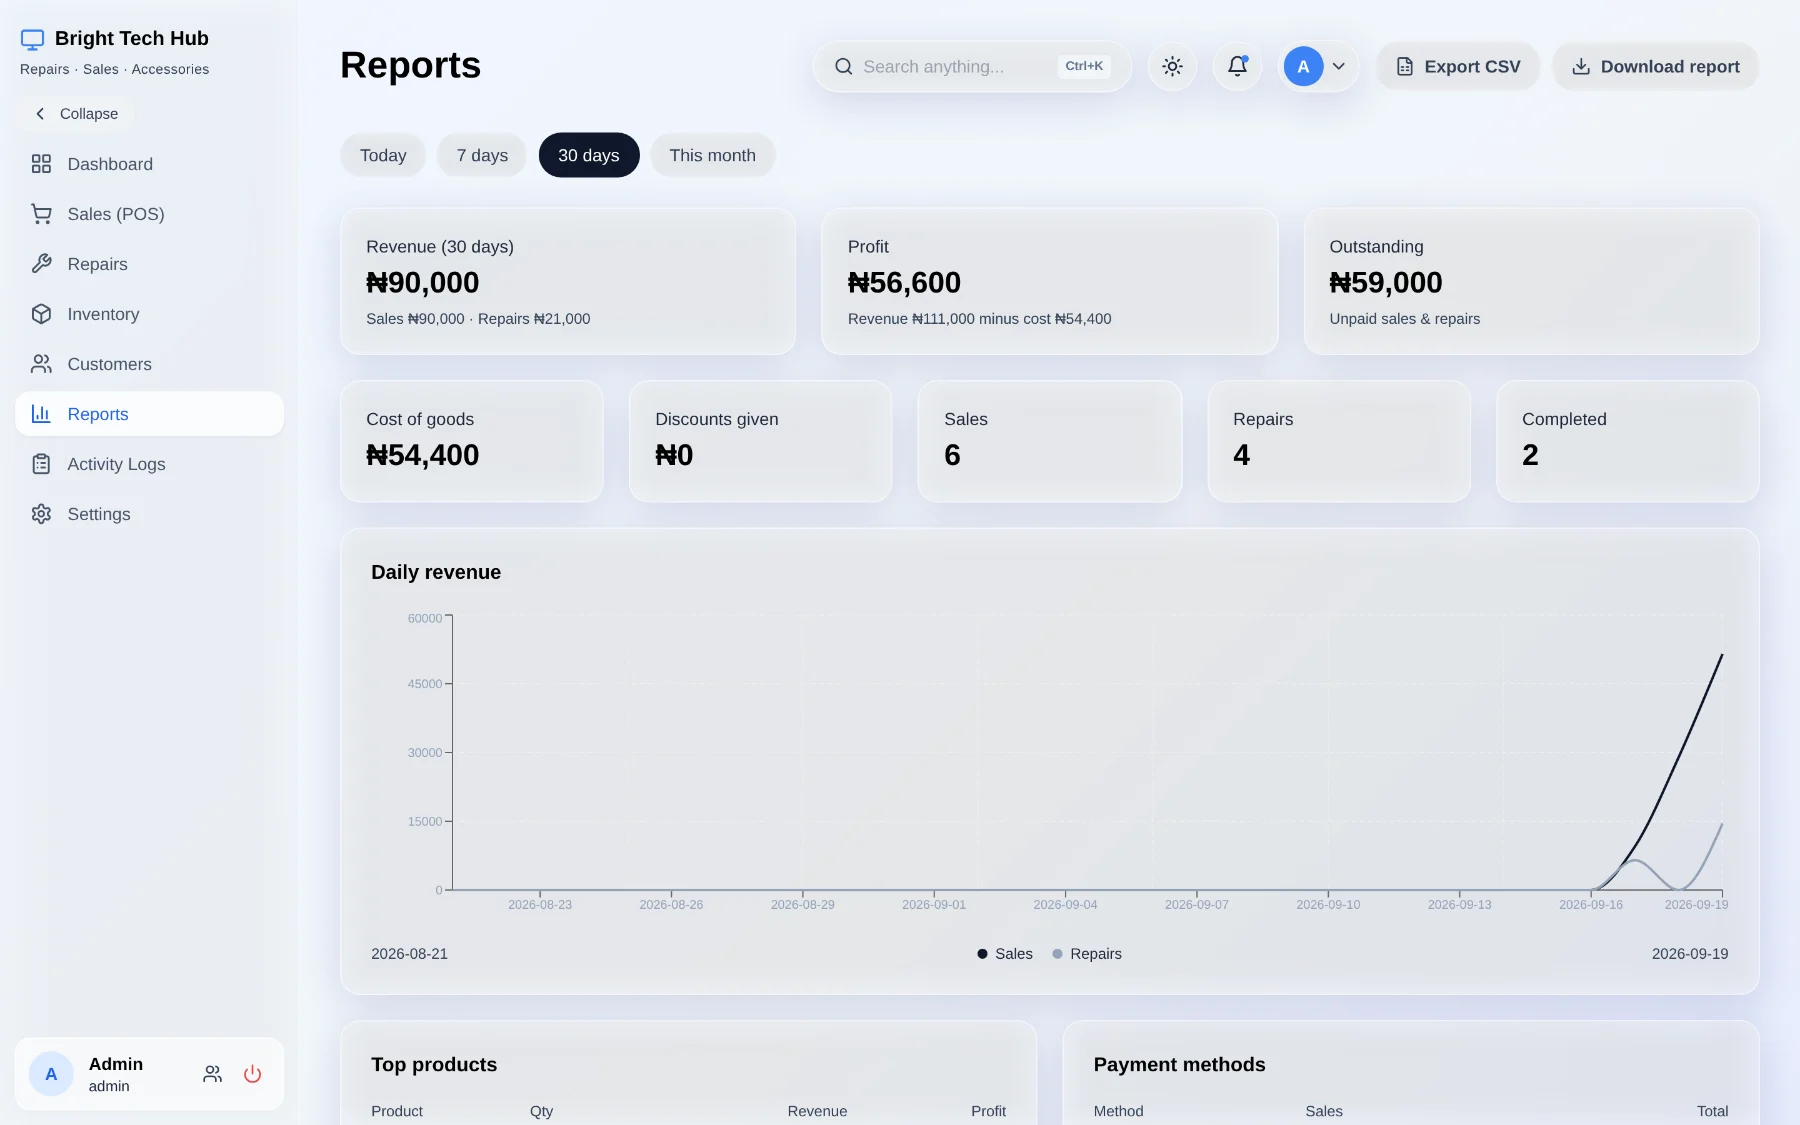 Bright Tech Hub
Repairs · Sales · Accessories
Collapse
Dashboard
Sales (POS)
Repairs
Inventory
Customers
Reports
Activity Logs
Settings
A
Admin
admin
Reports
Search anything...
Ctrl+K
A
Export CSV
Download report
Today
7 days
30 days
This month
Revenue (30 days)
₦90,000
Sales ₦90,000 · Repairs ₦21,000
Profit
₦56,600
Revenue ₦111,000 minus cost ₦54,400
Outstanding
₦59,000
Unpaid sales & repairs
Cost of goods
₦54,400
Discounts given
₦0
Sales
6
Repairs
4
Completed
2
Daily revenue
60000
45000
30000
15000
0
2026-08-23 2026-08-26 2026-08-29 2026-09-01 2026-09-04 2026-09-07 2026-09-10 2026-09-13 2026-09-16 2026-09-19
2026-08-21
Sales
Repairs
2026-09-19
Top products
Product Qty Revenue Profit
Payment methods
Method Sales Total